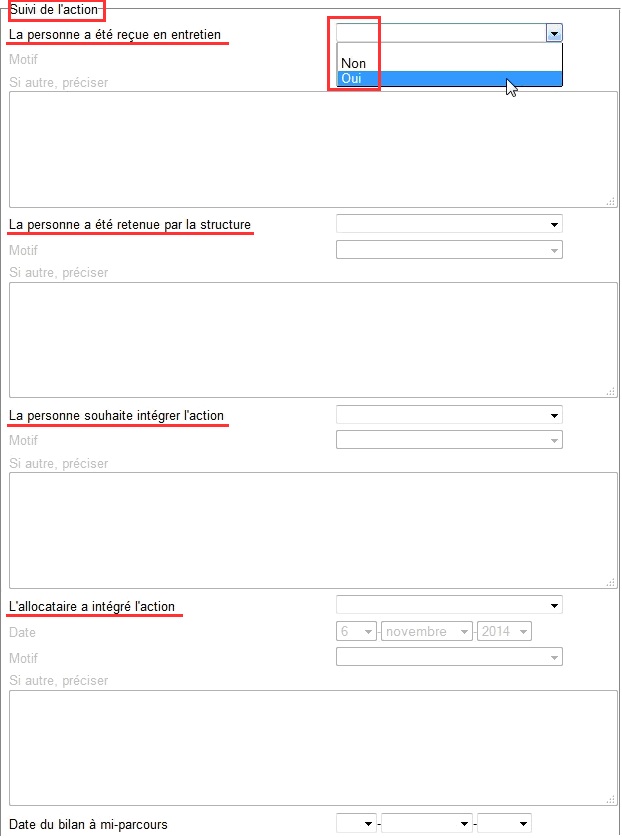 Suivi de l'action
La personne a été reçue en entretien
Non
Motif
Oui
Si autre, préciser
La personne a été retenue par la structure
Motif
Si autre, préciser
La personne souhaite intégrer l'action
Motif
Si autre, préciser
L'allocataire a intégré l'action
Date 6 - novembre - 2014
Motif
Si autre, préciser
Date du bilan à mi-parcours - -